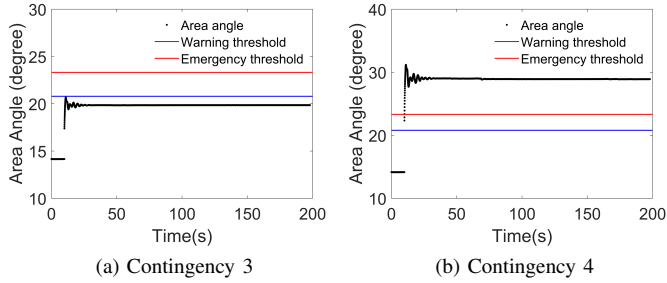 30
25
20
15
10
Area Angle (degree)
Area angle
Warning threshold
Emergency threshold
0
50
100
150
200
Time(s)
(a) Contingency 3
40
30
20
10
Area Angle (degree)
Area angle
Warning threshold
Emergency threshold
0
50
100
150
200
Time(s)
(b) Contingency 4